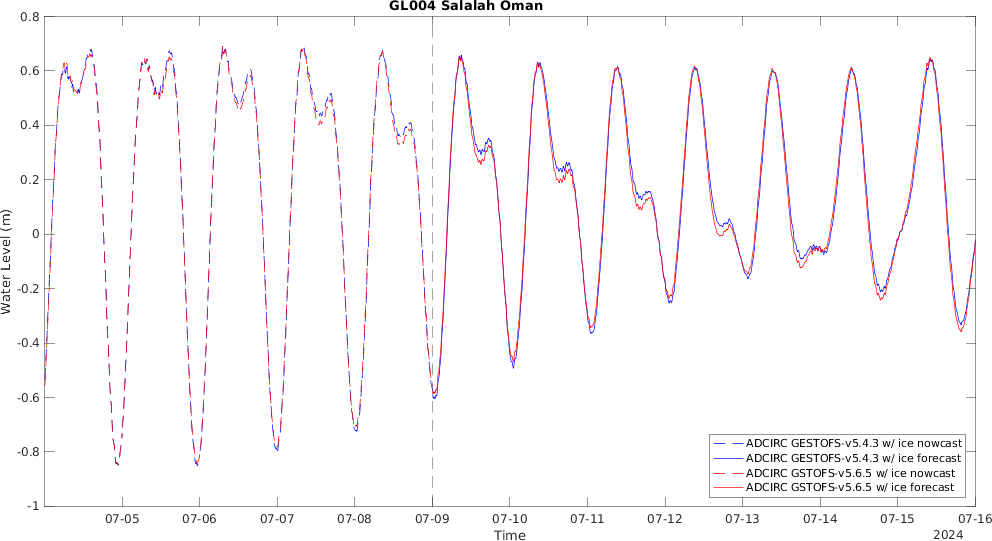 GL004 Salalah Oman
0.8
0.6
0.4
0.2
0
-0.2
-0.4
-0.6
-0.8
-1
Water Level (m)
07-05 07-06 07-07 07-08 07-09 07-10 07-11 07-12 07-13 07-14 07-15 07-16
Time
2024
ADCIRC GESTOFS-v5.4.3 w/ ice nowcast
ADCIRC GESTOFS-v5.4.3 w/ ice forecast
ADCIRC GSTOFS-v5.6.5 w/ ice nowcast
ADCIRC GSTOFS-v5.6.5 w/ ice forecast